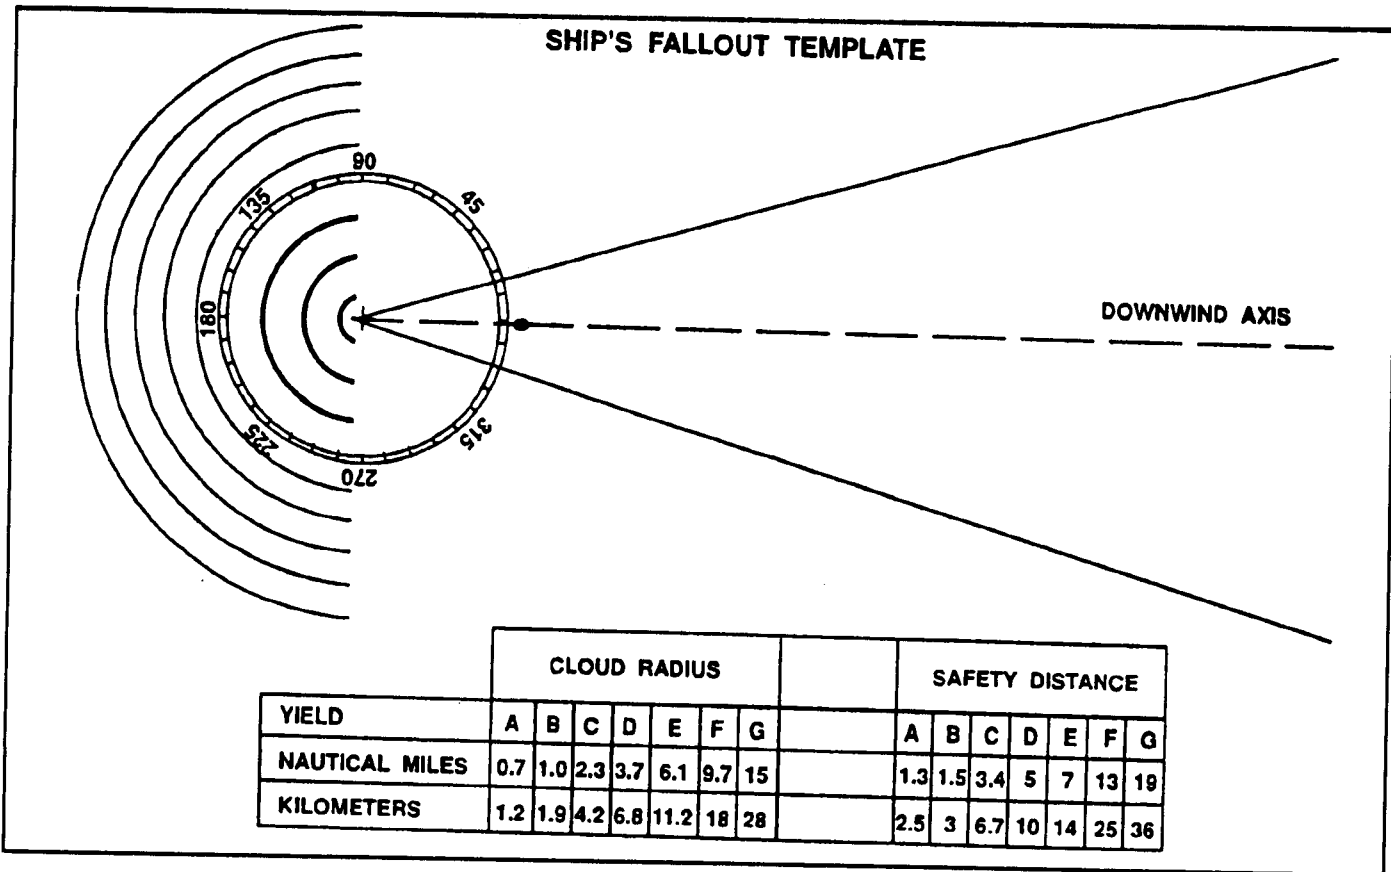 SHIP'S FALLOUT TEMPLATE
90
45
135
180
DOWNWIND AXIS
225
315
270
CLOUD RADIUS SAFETY DISTANCE
YIELD A B C D E F G A B C D E F G
NAUTICAL MILES 0.7 1.0 2.3 3.7 6.1 9.7 15 1.3 1.5 3.4 5 7 13 19
KILOMETERS 1.2 1.9 4.2 6.8 11.2 18 28 2.5 3 6.7 10 14 25 36